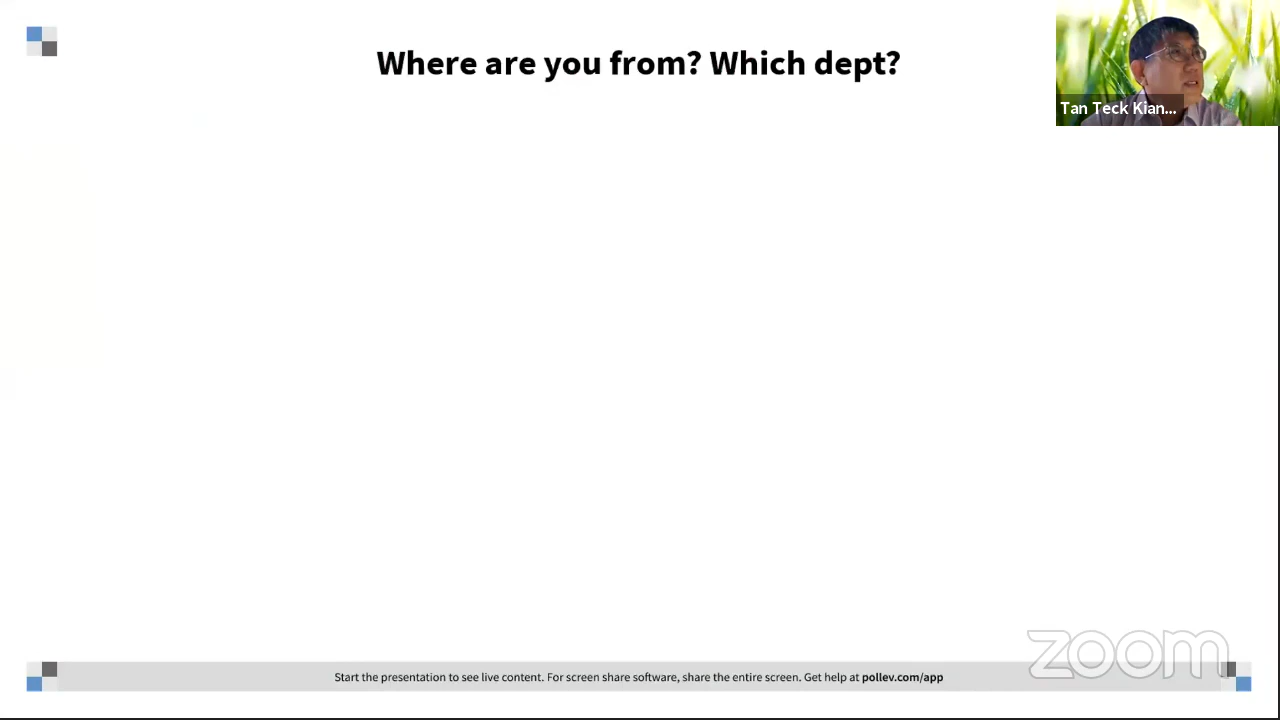 Where are you from? Which dept?
Tan Teck Kian...
zoom
Start the presentation to see live content. For screen share software, share the entire screen. Get help at pollev.com/app